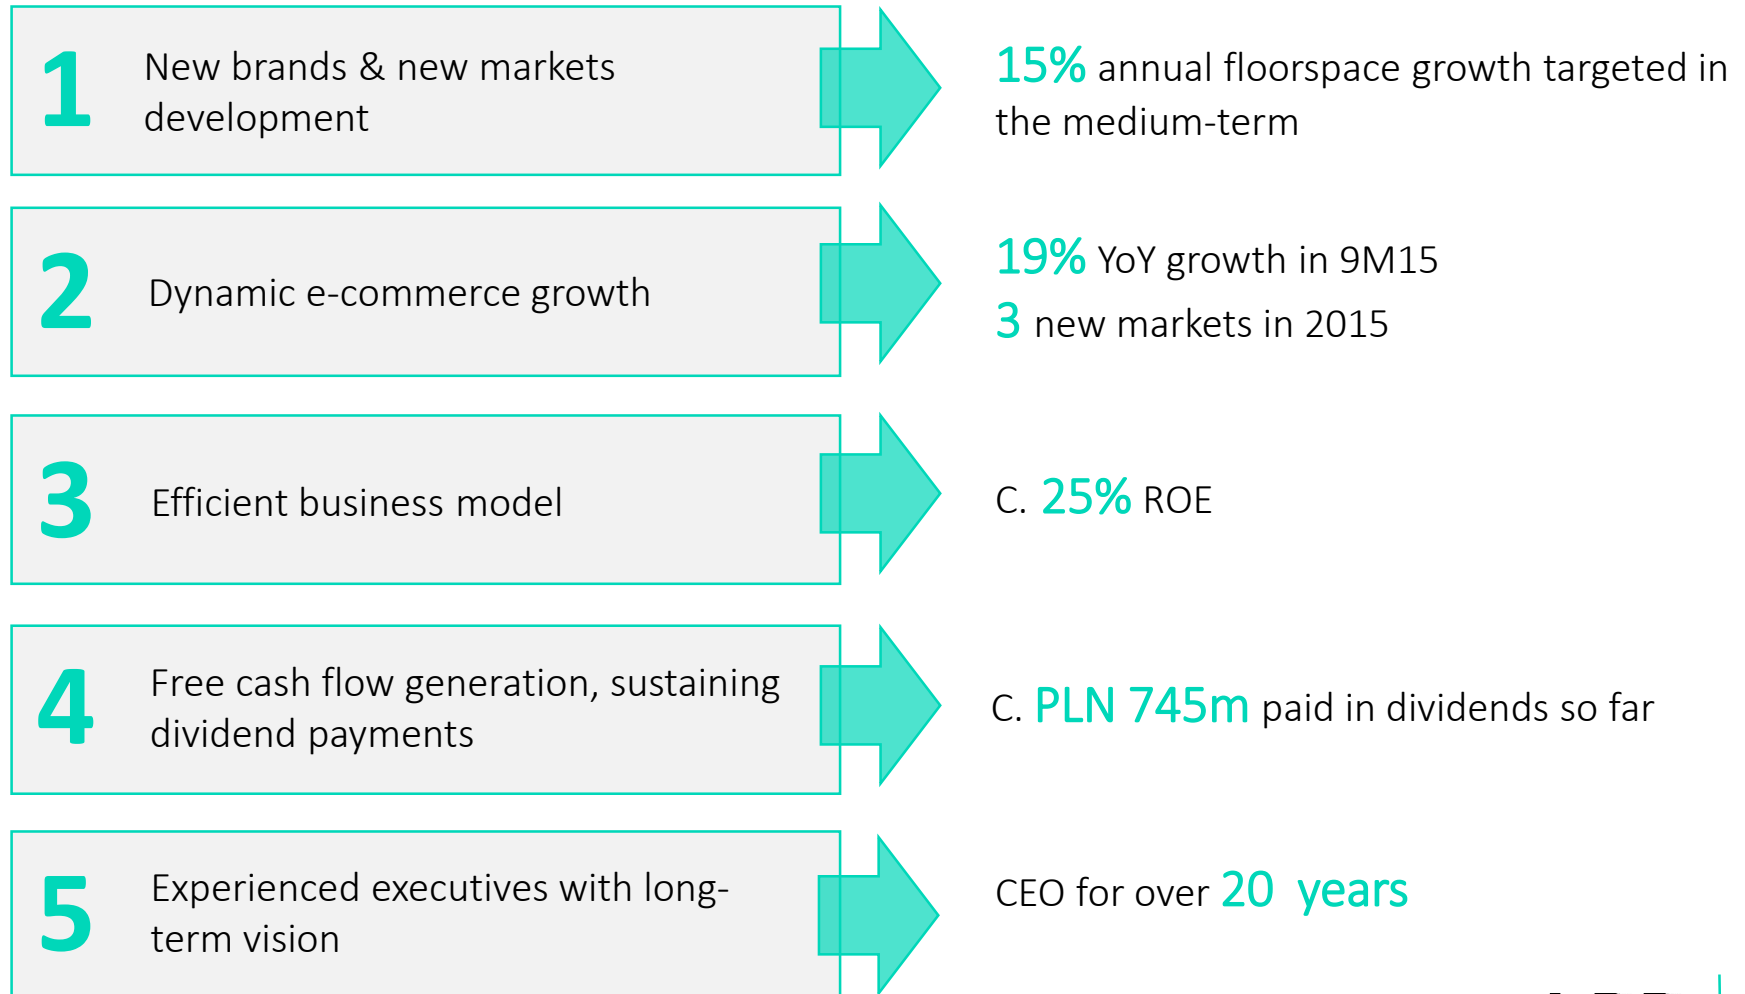 1
New brands & new markets
development
15% annual floorspace growth targeted in
the medium-term
2
Dynamic e-commerce growth
19% YoY growth in 9M15
3 new markets in 2015
3
Efficient business model
C. 25% ROE
4
Free cash flow generation, sustaining
dividend payments
C. PLN 745m paid in dividends so far
5
Experienced executives with long-
term vision
CEO for over 20 years